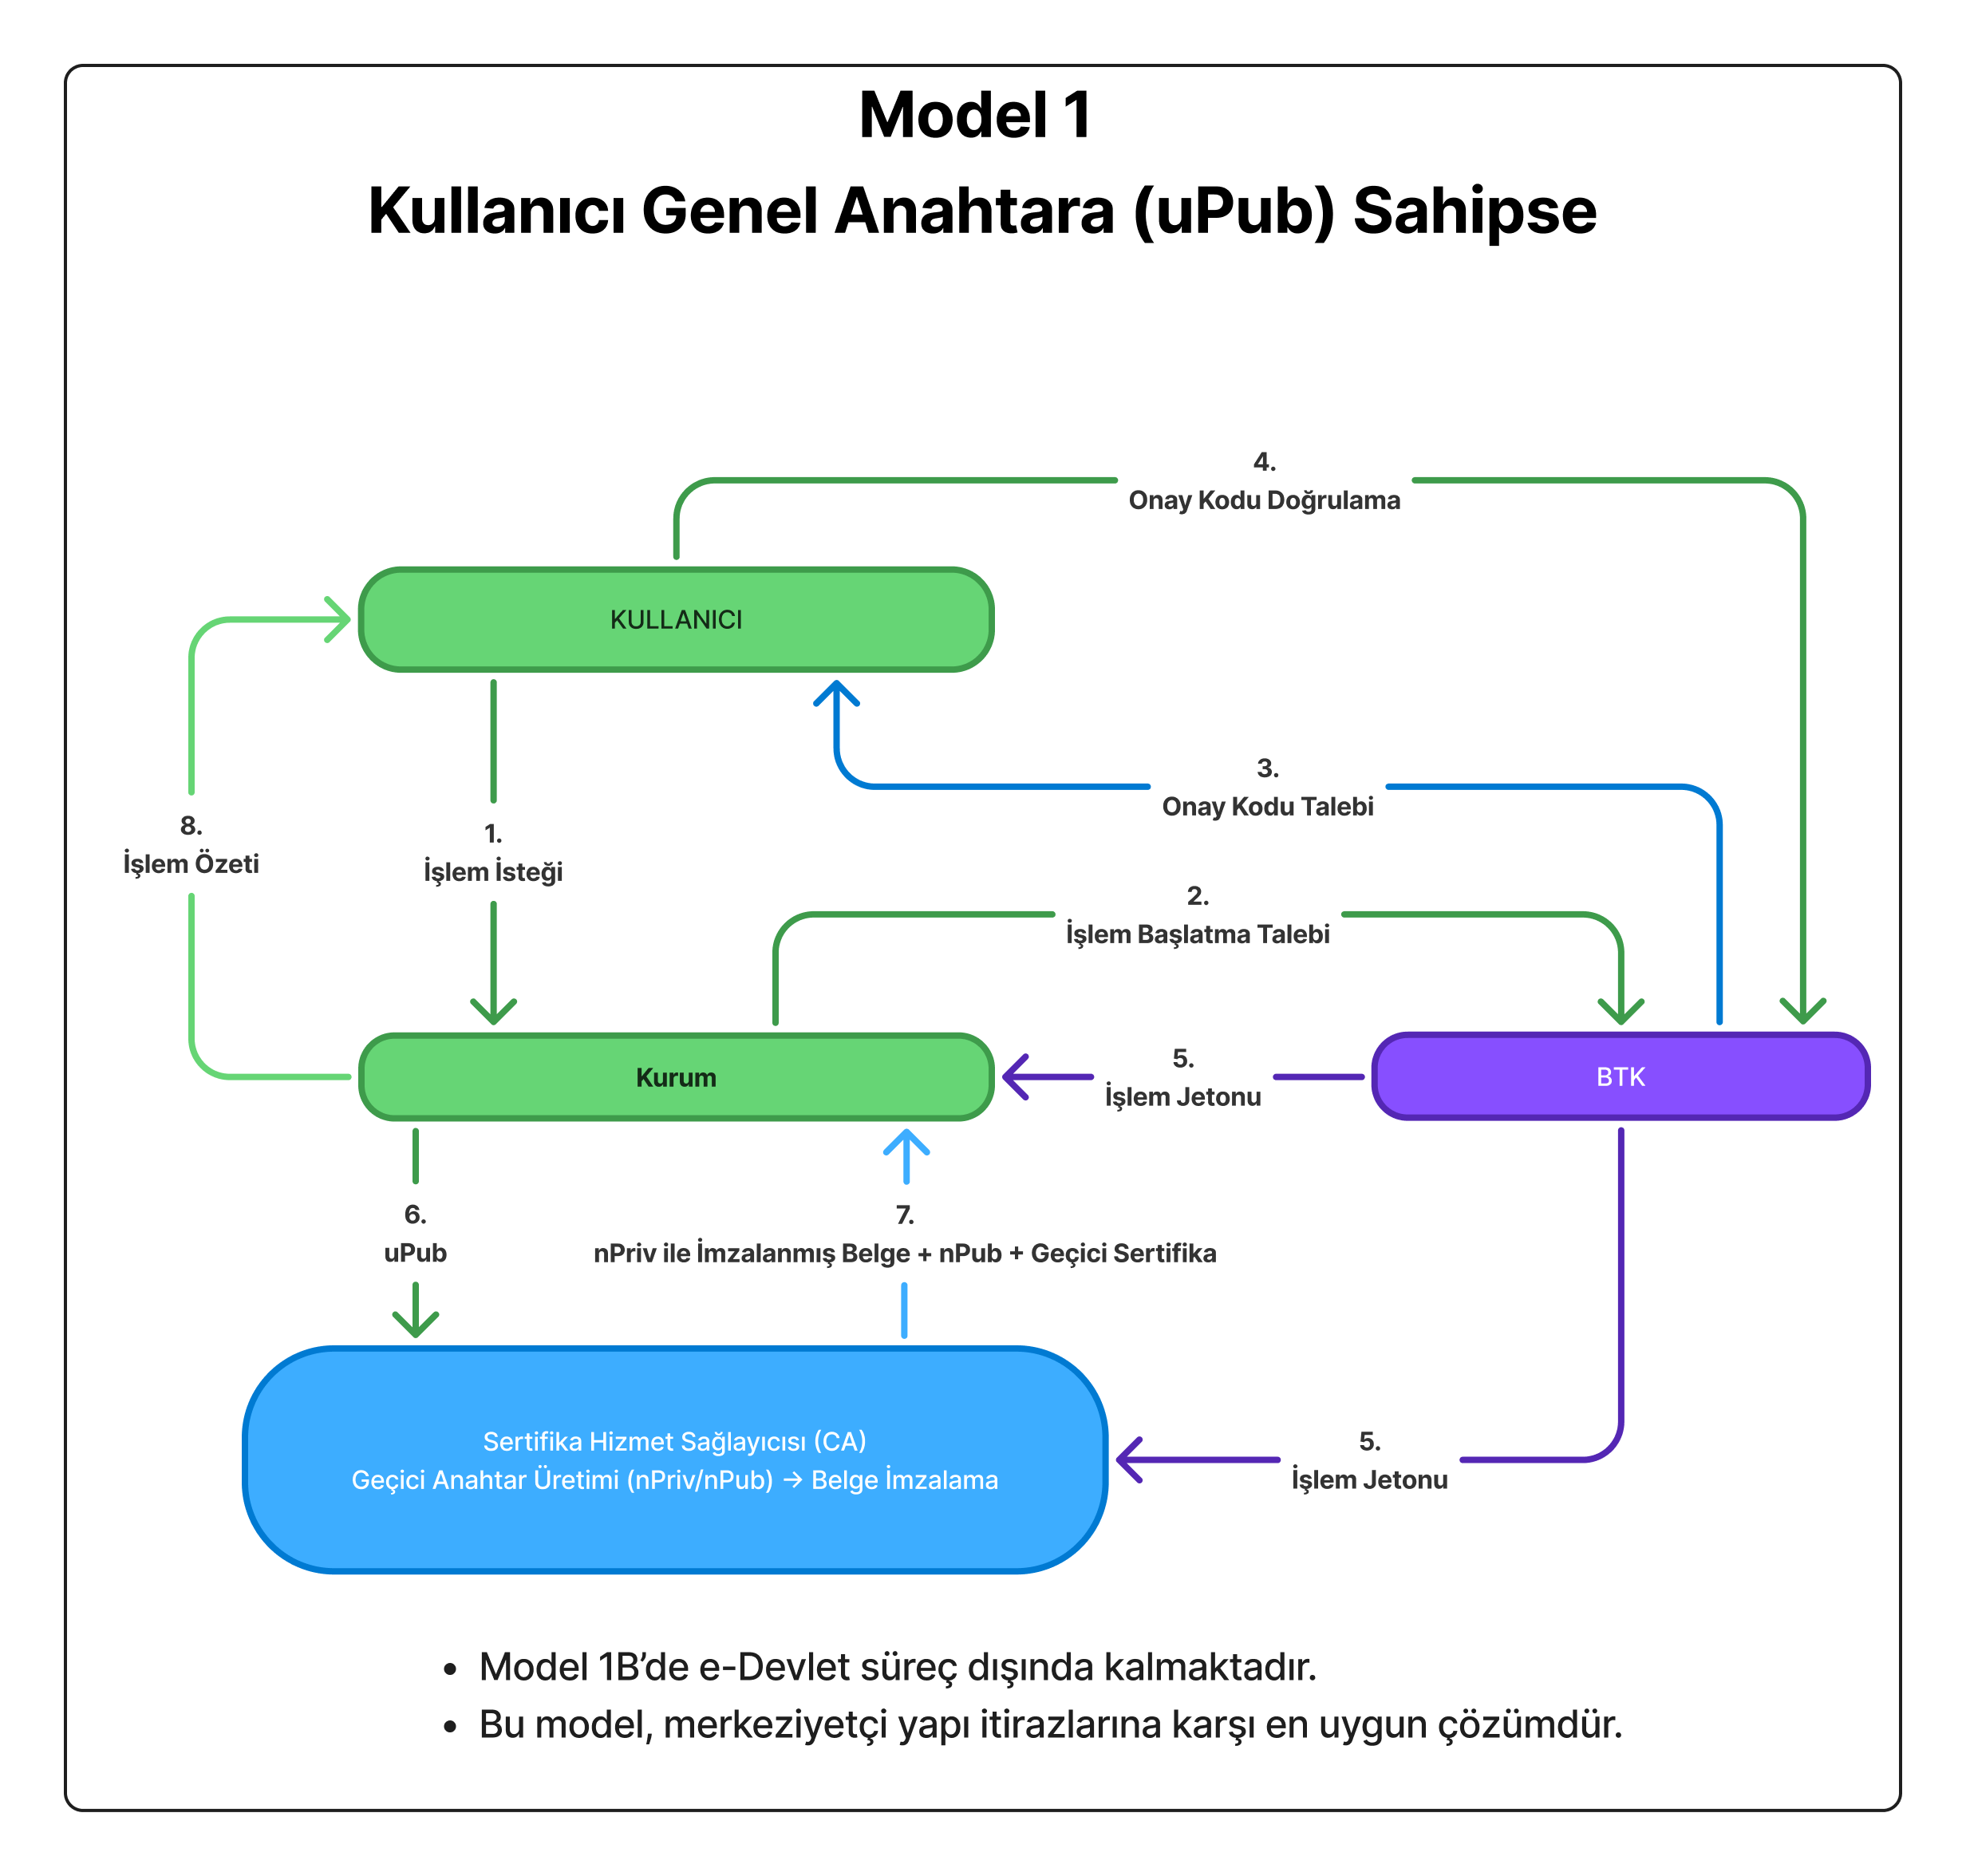 Model 1
Kullanıcı Genel Anahtara (uPub) Sahipse
4.
Onay Kodu Doğrulama
KULLANICI
3.
Onay Kodu Talebi
8.
İşlem Özeti
1.
İşlem İsteği
2.
İşlem Başlatma Talebi
Kurum
5.
İşlem Jetonu
BTK
6.
uPub
7.
nPriv ile İmzalanmış Belge + nPub + Geçici Sertifika
Sertifika Hizmet Sağlayıcısı (CA)
Geçici Anahtar Üretimi (nPriv/nPub) → Belge İmzalama
5.
İşlem Jetonu
• Model 1B’de e-Devlet süreç dışında kalmaktadır.
• Bu model, merkeziyetçi yapı itirazlarına karşı en uygun çözümdür.